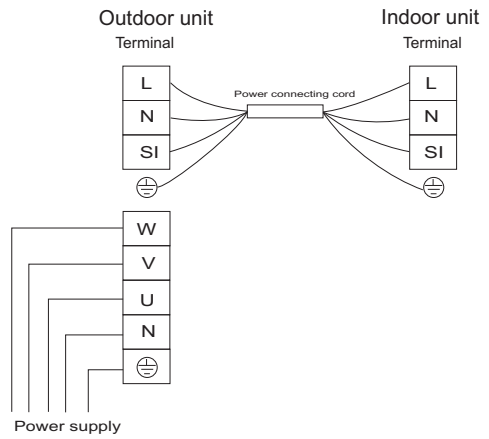 Outdoor unit
Indoor unit
Terminal
Terminal
L
L
Power connecting cord
N
N
SI
SI
W
V
U
N
Power supply